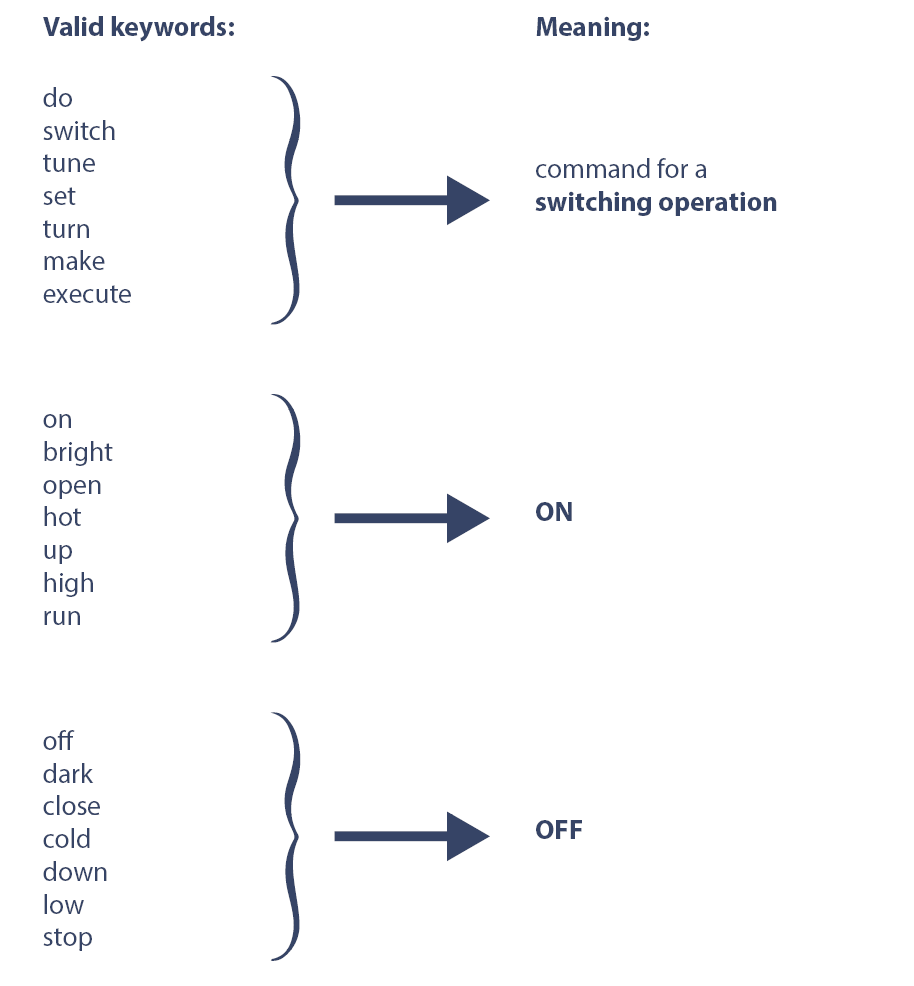 Valid keywords:
Meaning:
do
switch
tune
set
turn
make
execute
command for a
switching operation
on
bright
open
hot
up
high
run
ON
off
dark
close
cold
down
low
stop
OFF